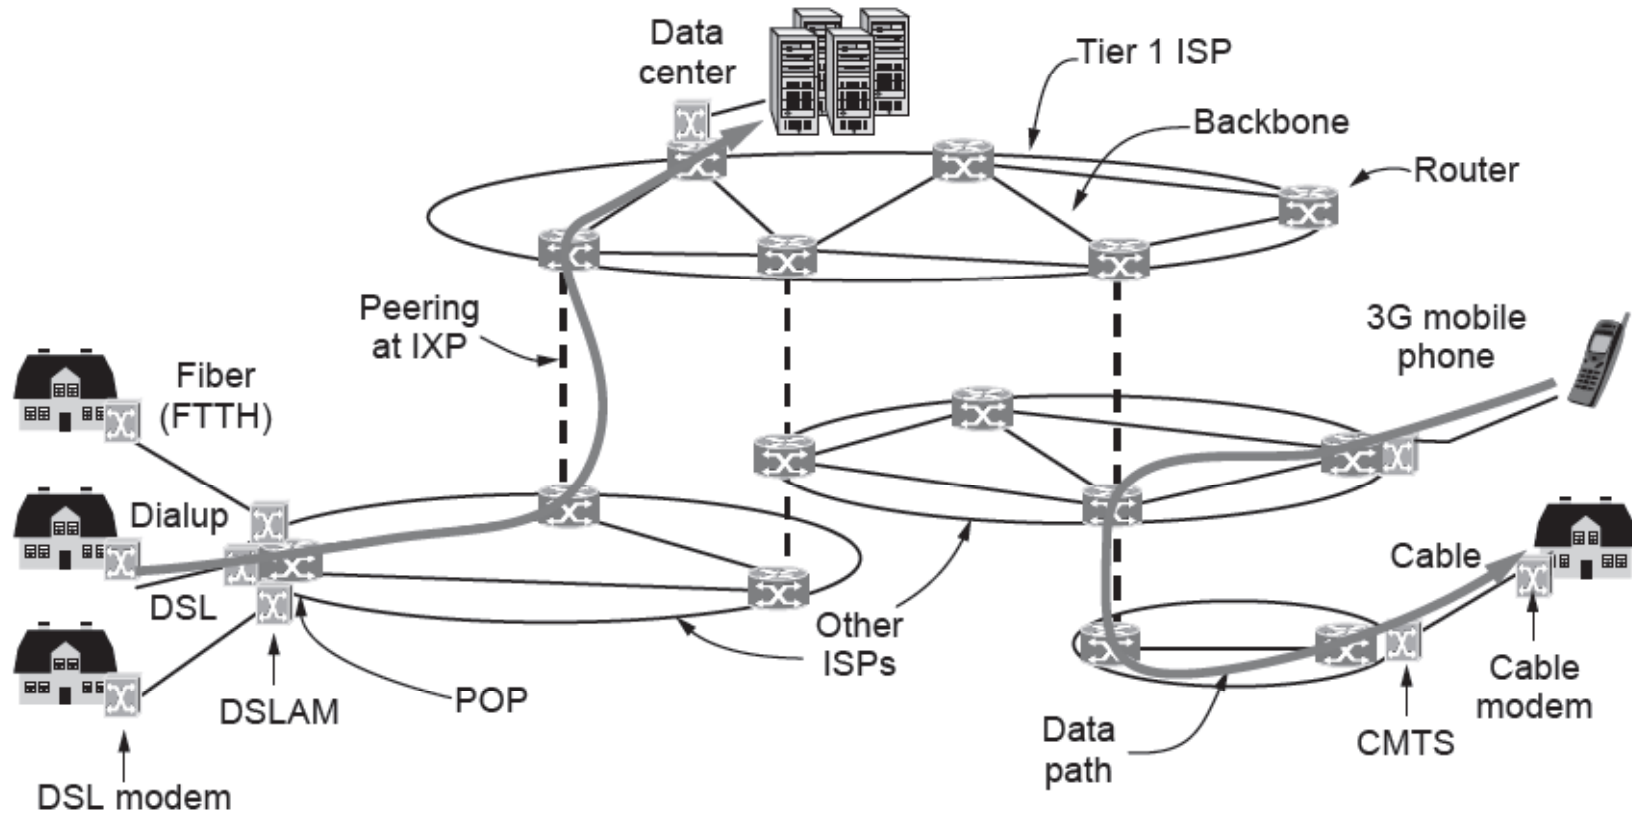 Data
center
Tier 1 ISP
Backbone
Router
Peering
at IXP
3G mobile
phone
Fiber
(FTTH)
Dialup
DSL
Other
ISPs
Cable
POP
DSLAM
Cable
modem
Data
path
CMTS
DSL modem